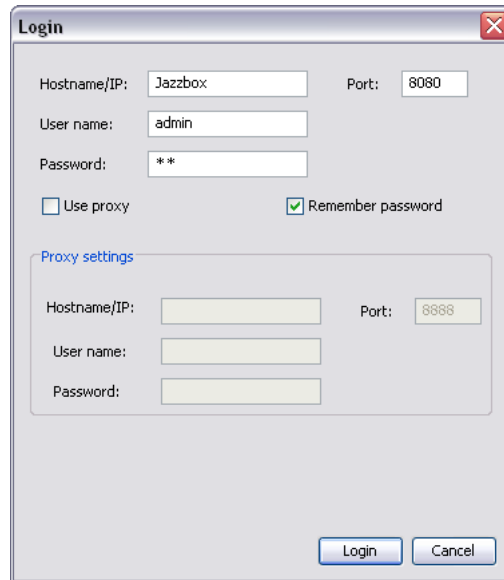 Login
Hostname/IP: Jazzbox Port: 8080
User name: admin
Password: **
Use proxy Remember password
Proxy settings
Hostname/IP: Port: 8888
User name:
Password:
Login Cancel